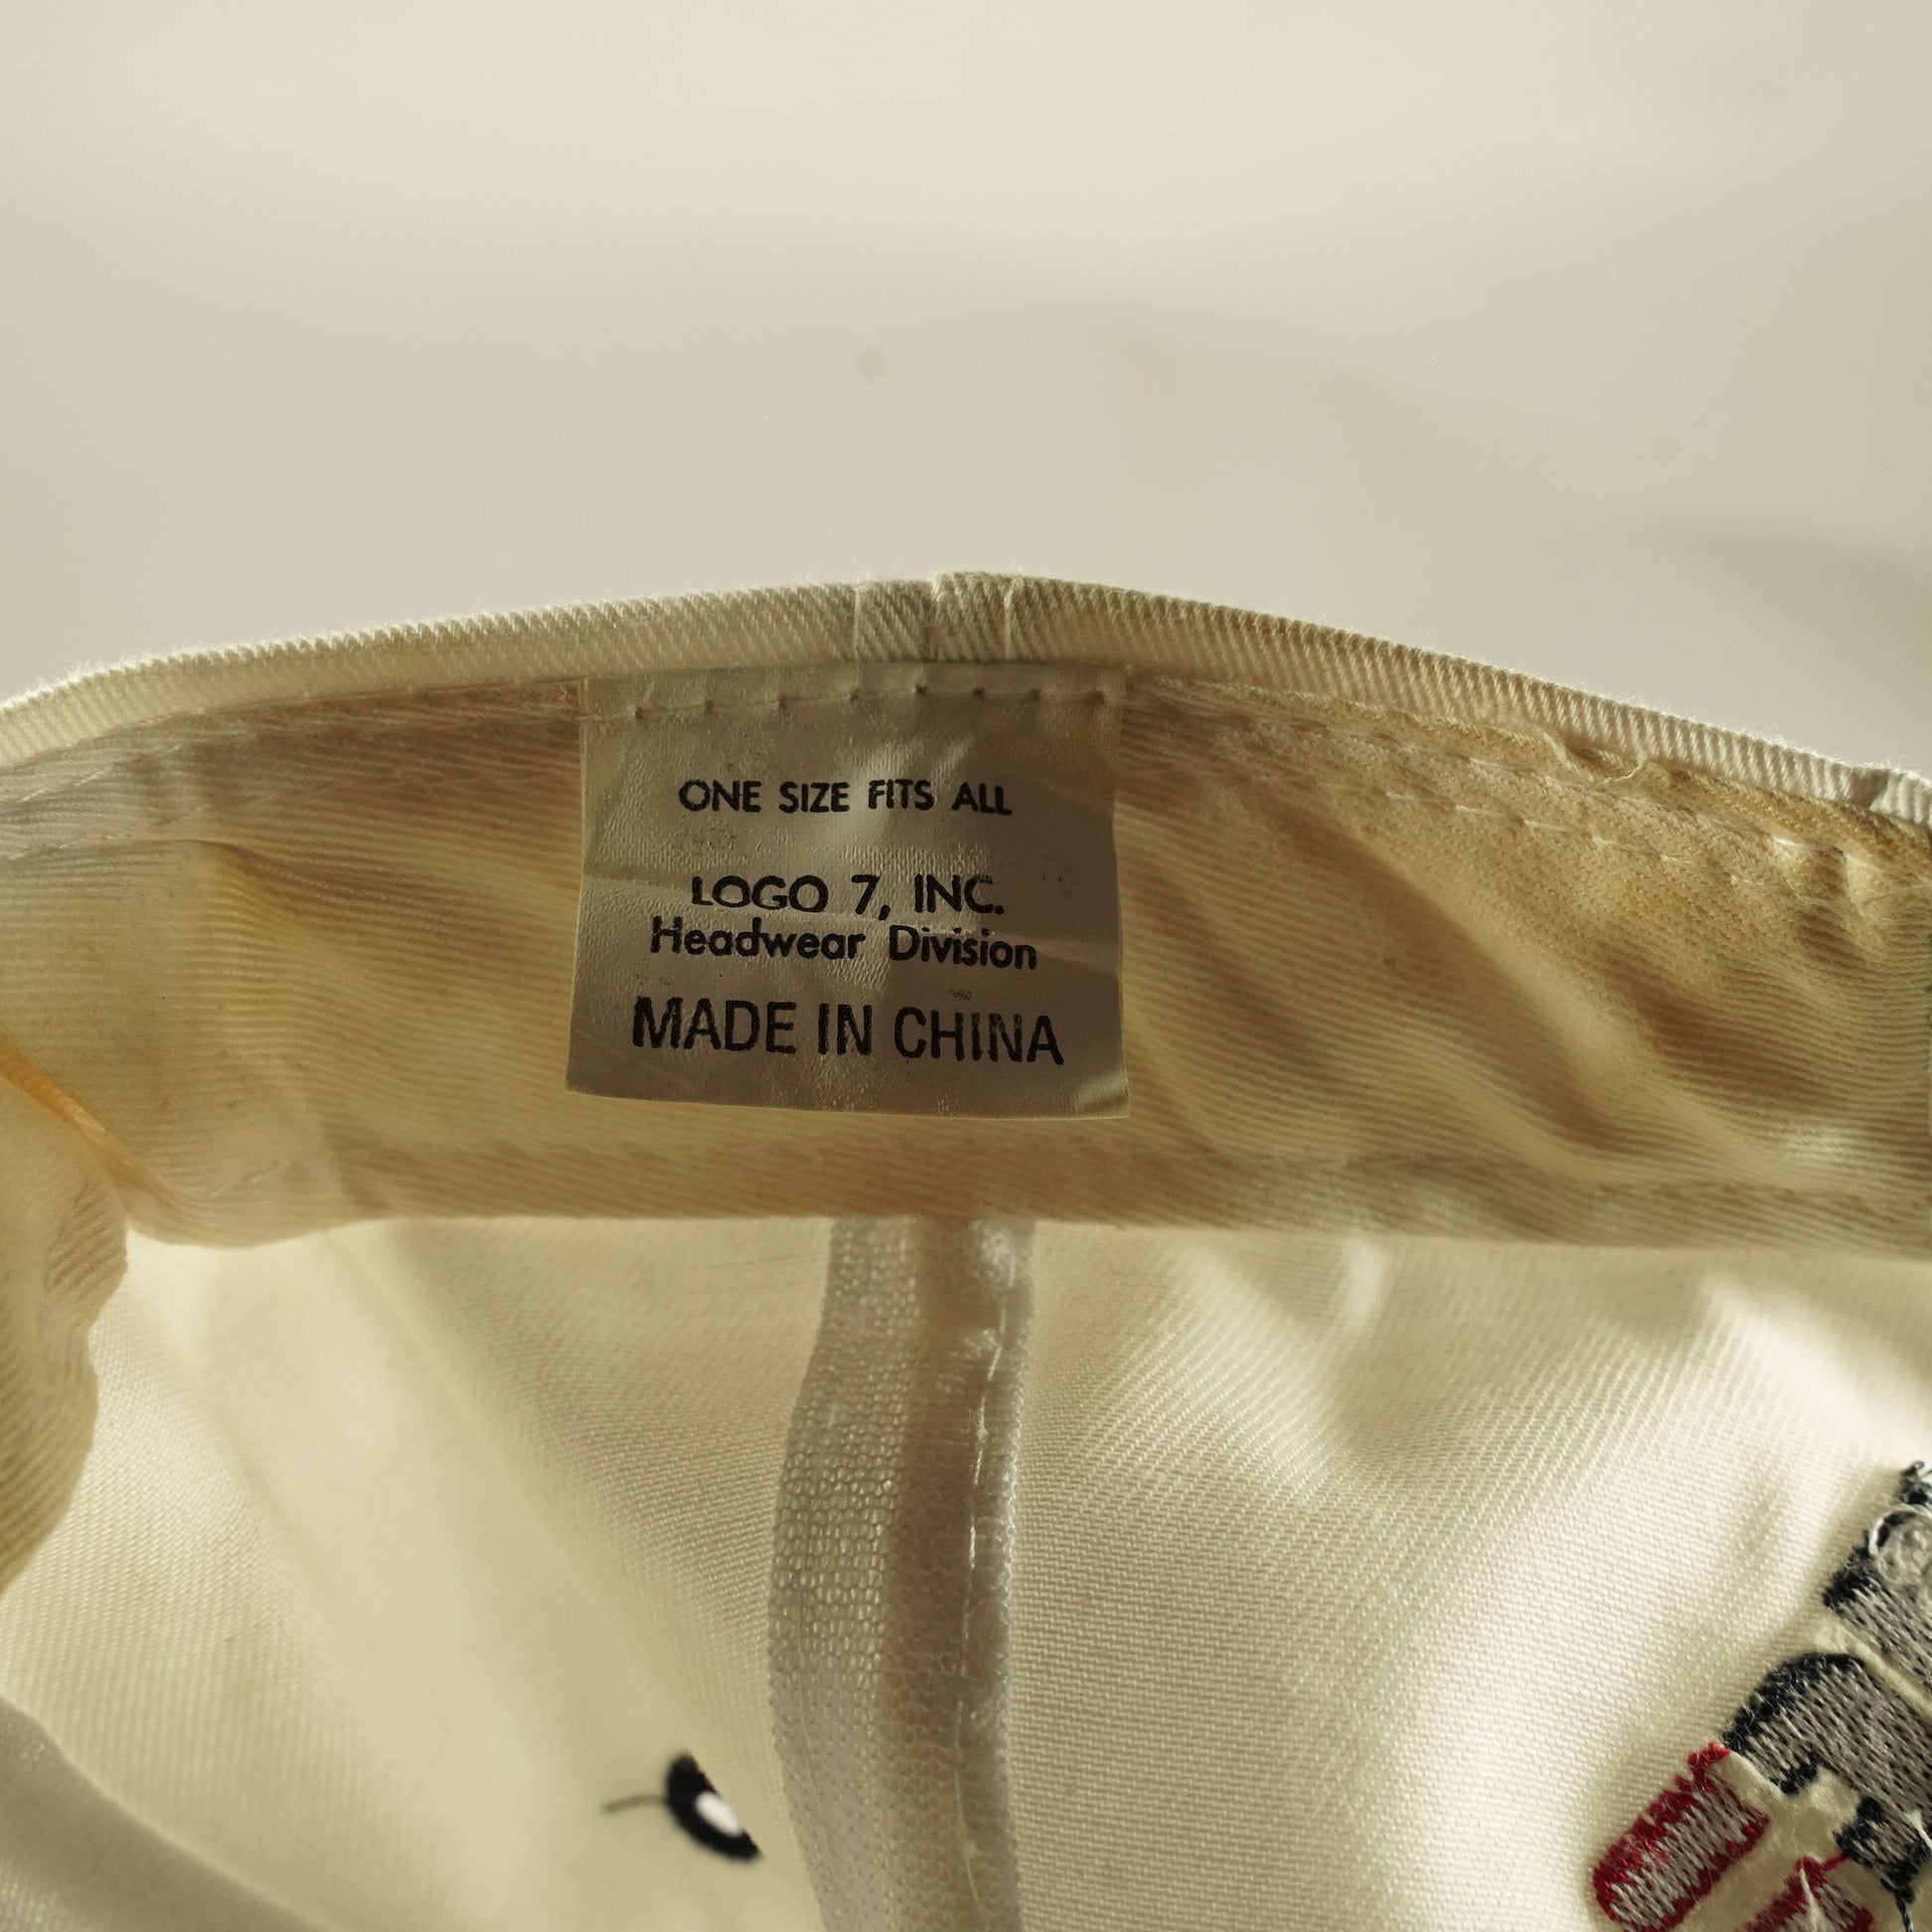 ONE SIZE FITS ALL
LOGO 7, INC.
Headwear Division
MADE IN CHINA